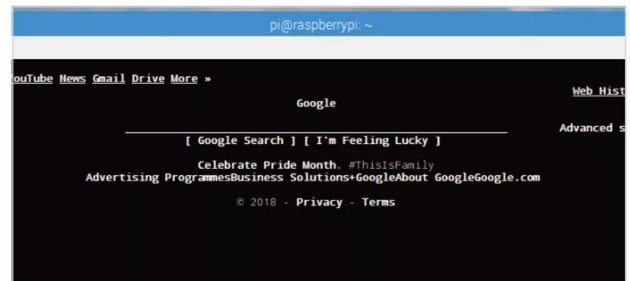 pi@raspberrypi: ~
YouTube News Gmail Drive More »
Web Hist
Google
Advanced s
[ Google Search ] [ I'm Feeling Lucky ]
Celebrate Pride Month. #ThisIsFamily
Advertising ProgrammesBusiness Solutions+GoogleAbout GoogleGoogle.com
© 2018 - Privacy - Terms